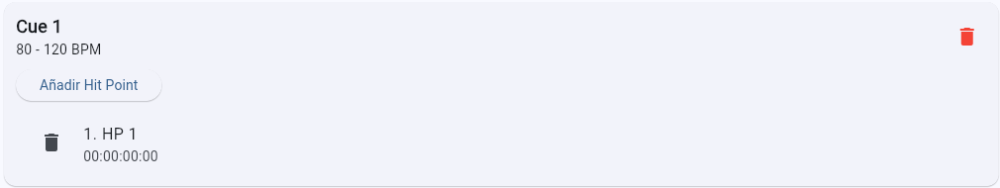 Cue 1
80 - 120 BPM
Añadir Hit Point
1. HP 1
00:00:00:00